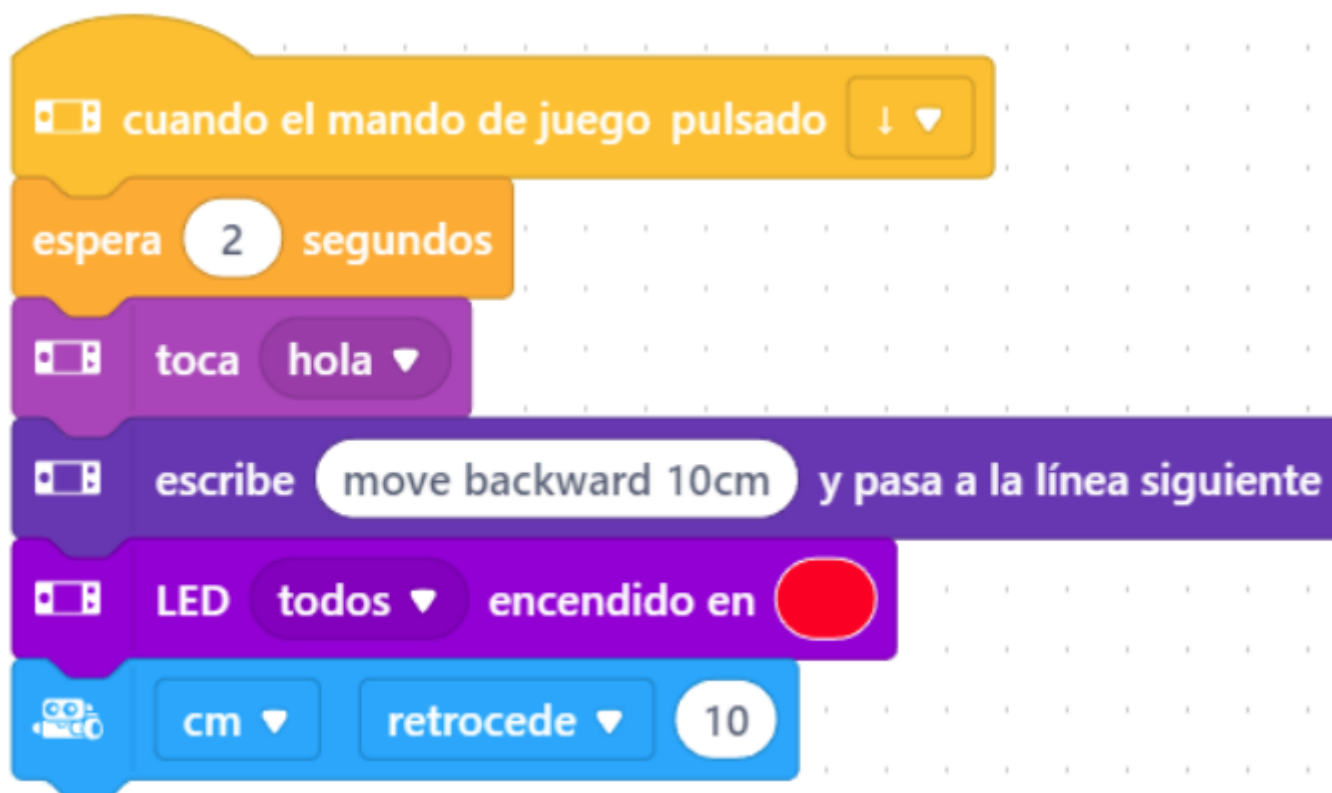 cuando el mando de juego pulsado ↓
espera 2 segundos
toca hola
escribe move backward 10cm y pasa a la línea siguiente
LED todos encendido en
cm retrocede 10